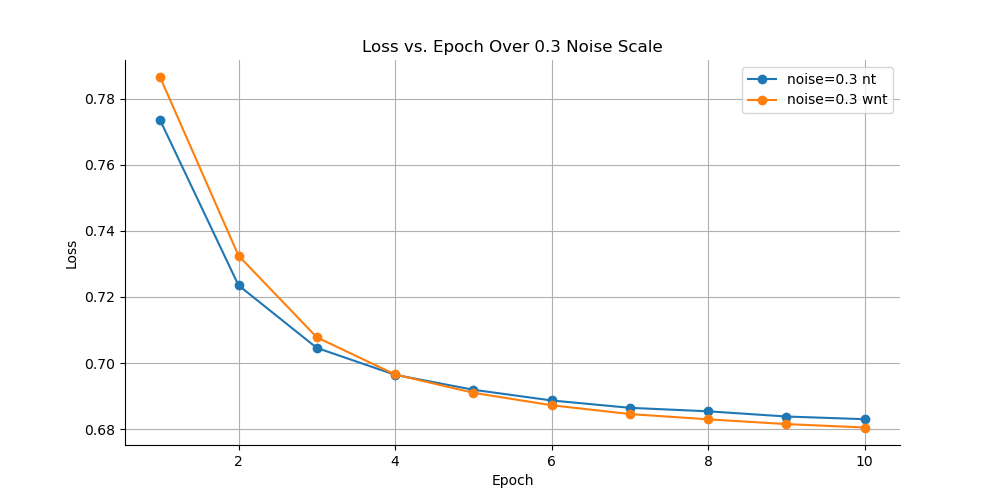 Loss vs. Epoch Over 0.3 Noise Scale
noise=0.3 nt
noise=0.3 wnt
0.78
0.76
0.74
0.72
0.70
0.68
Loss
2 4 6 8 10
Epoch